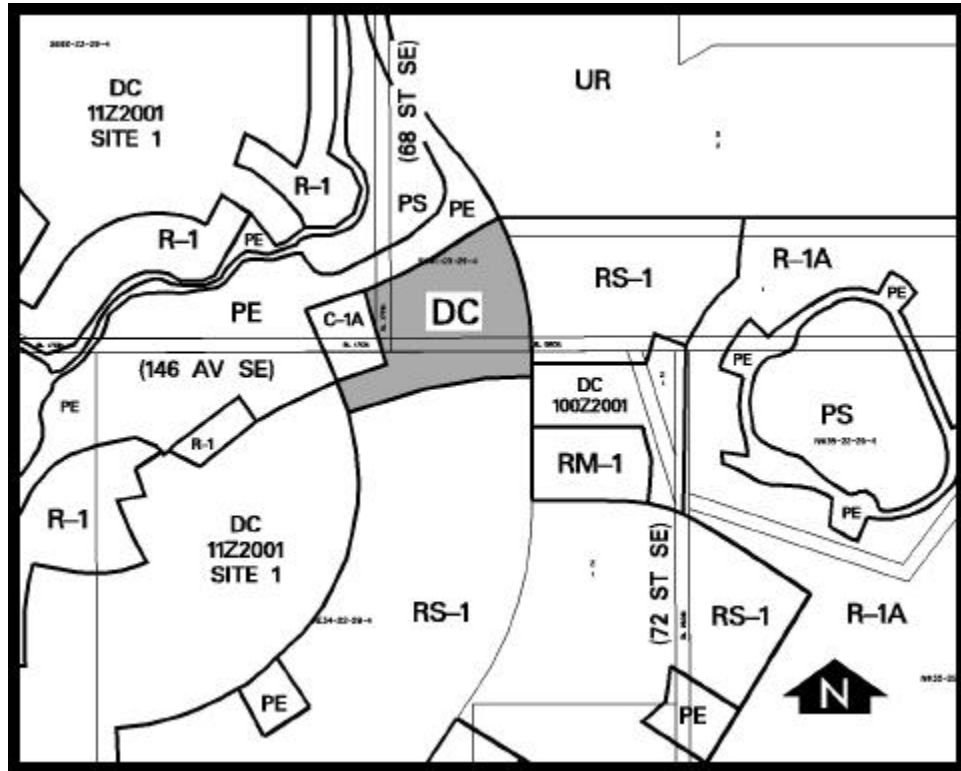 UR
DC
11Z2001
SITE 1
(68 ST SE)
R-1
PS
PE
R-1
PE
R-1A
RS-1
DC
PE
PE
C-1A
(146 AV SE)
PE
DC
100Z2001
PE
PS
R-1
RM-1
R-1
PE
DC
11Z2001
SITE 1
(72 ST SE)
RS-1
RS-1
R-1A
PE
PE
N